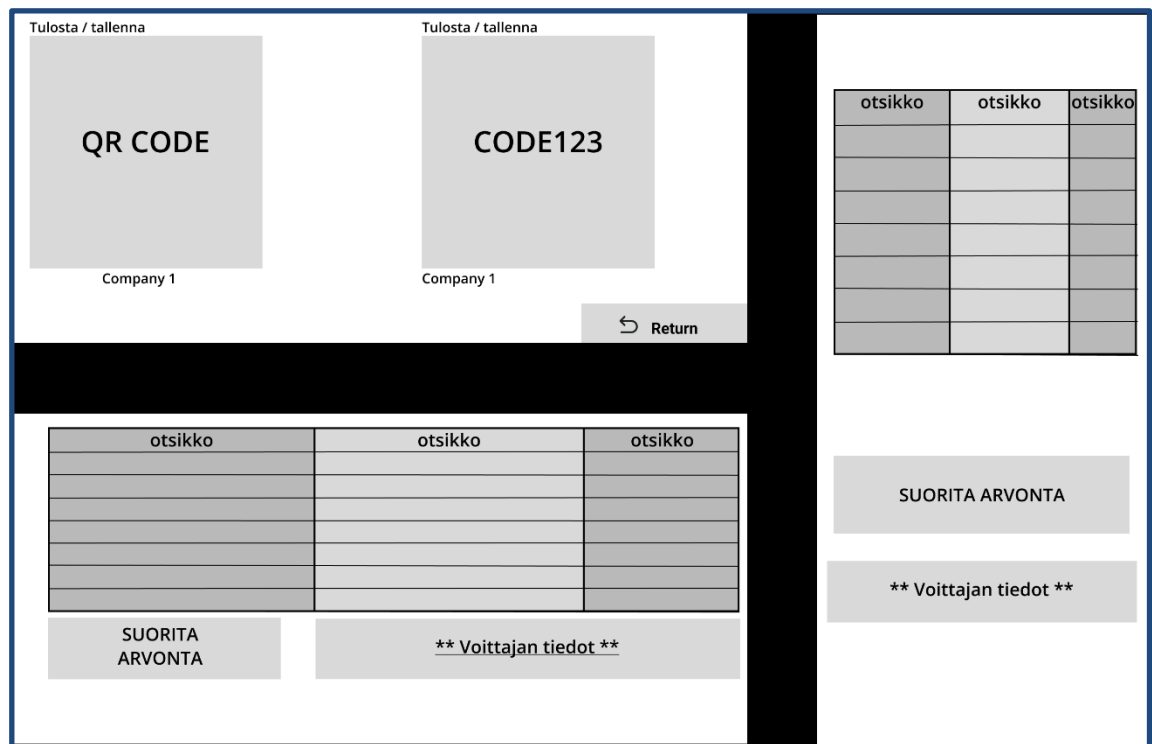 Tulosta / tallenna
QR CODE
Company 1
Tulosta / tallenna
CODE123
Company 1
Return
otsikko otsikko otsikko
SUORITA
ARVONTA
** Voittajan tiedot **
otsikko otsikko otsikko
SUORITA ARVONTA
** Voittajan tiedot **